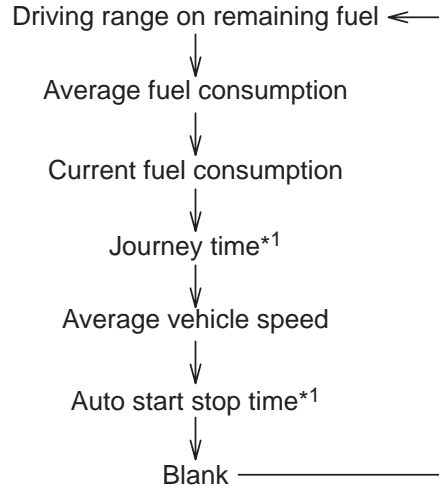 Driving range on remaining fuel
Average fuel consumption
Current fuel consumption
Journey time*1
Average vehicle speed
Auto start stop time*1
Blank